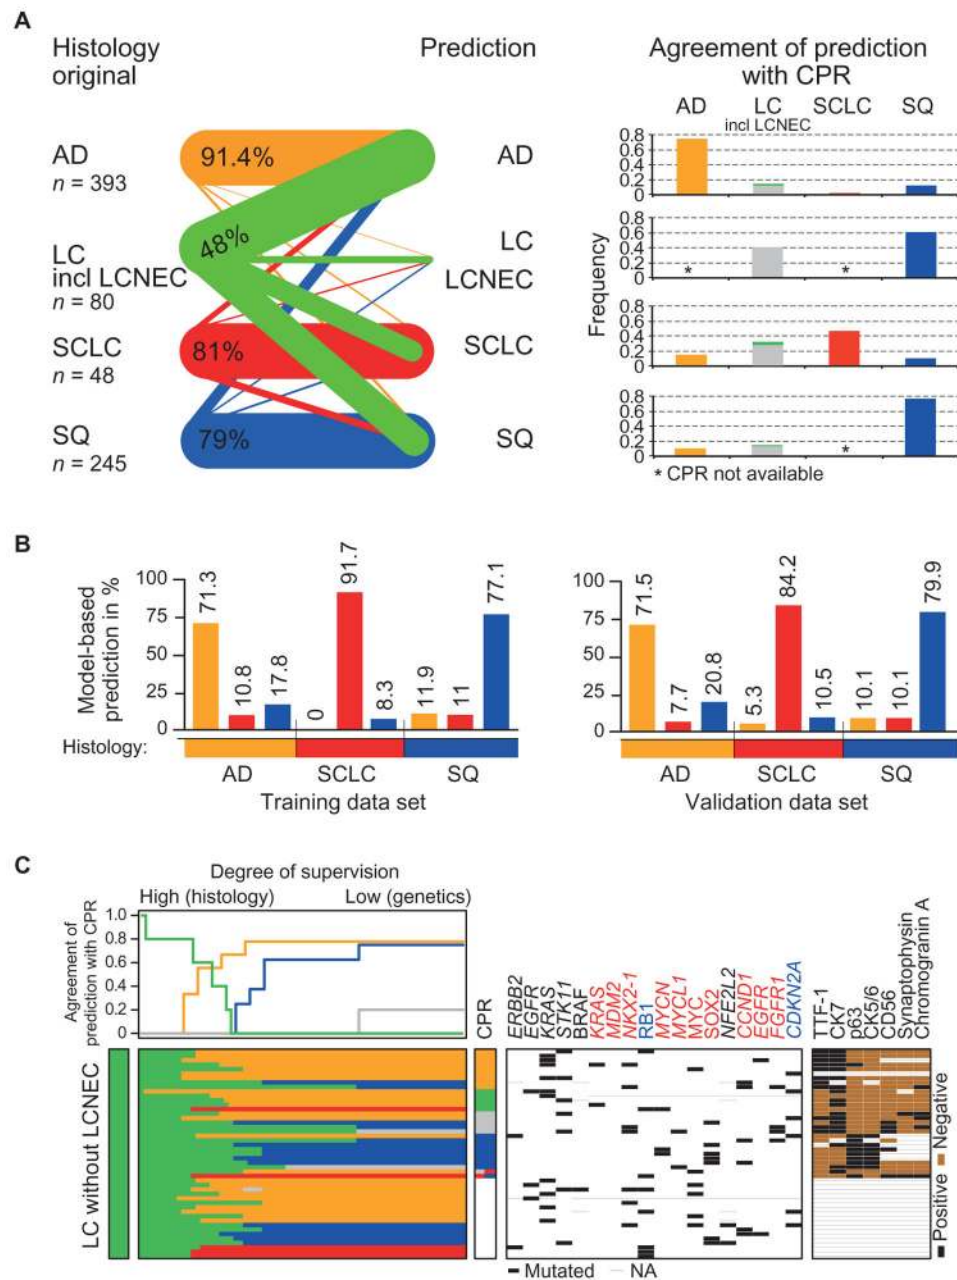 A
Histology original
Prediction
Agreement of prediction with CPR
AD
LC
SCLC
SQ
incl LCNEC
AD
n = 393
91.4%
AD
0.8
0.6
0.4
0.2
0
LC
incl LCNEC
n = 80
48%
LC
LCNEC
0.8
0.6
0.4
0.2
0
*
*
Frequency
SCLC
n = 48
81%
SCLC
0.8
0.6
0.4
0.2
0
SQ
n = 245
79%
SQ
0.8
0.6
0.4
0.2
0
*
* CPR not available
B
Model-based prediction in %
100
75
50
25
0
71.3
10.8
17.8
0
91.7
8.3
11.9
11
77.1
Histology:
AD
SCLC
SQ
Training data set
100
75
50
25
0
71.5
7.7
20.8
5.3
84.2
10.5
10.1
10.1
79.9
AD
SCLC
SQ
Validation data set
C
Degree of supervision
High (histology)
Low (genetics)
Agreement of prediction with CPR
1.0
0.8
0.6
0.4
0.2
0
CPR
ERBB2
EGFR
KRAS
STK11
BRAF
KRAS
MDM2
NKX2-1
RB1
MYCN
MYCL1
MYC
SOX2
NFE2L2
CCND1
EGFR
FGFR1
CDKN2A
TTF-1
CK7
p63
CK5/6
CD56
Synaptophysin
Chromogranin A
LC without LCNEC
Positive
Negative
Mutated
NA